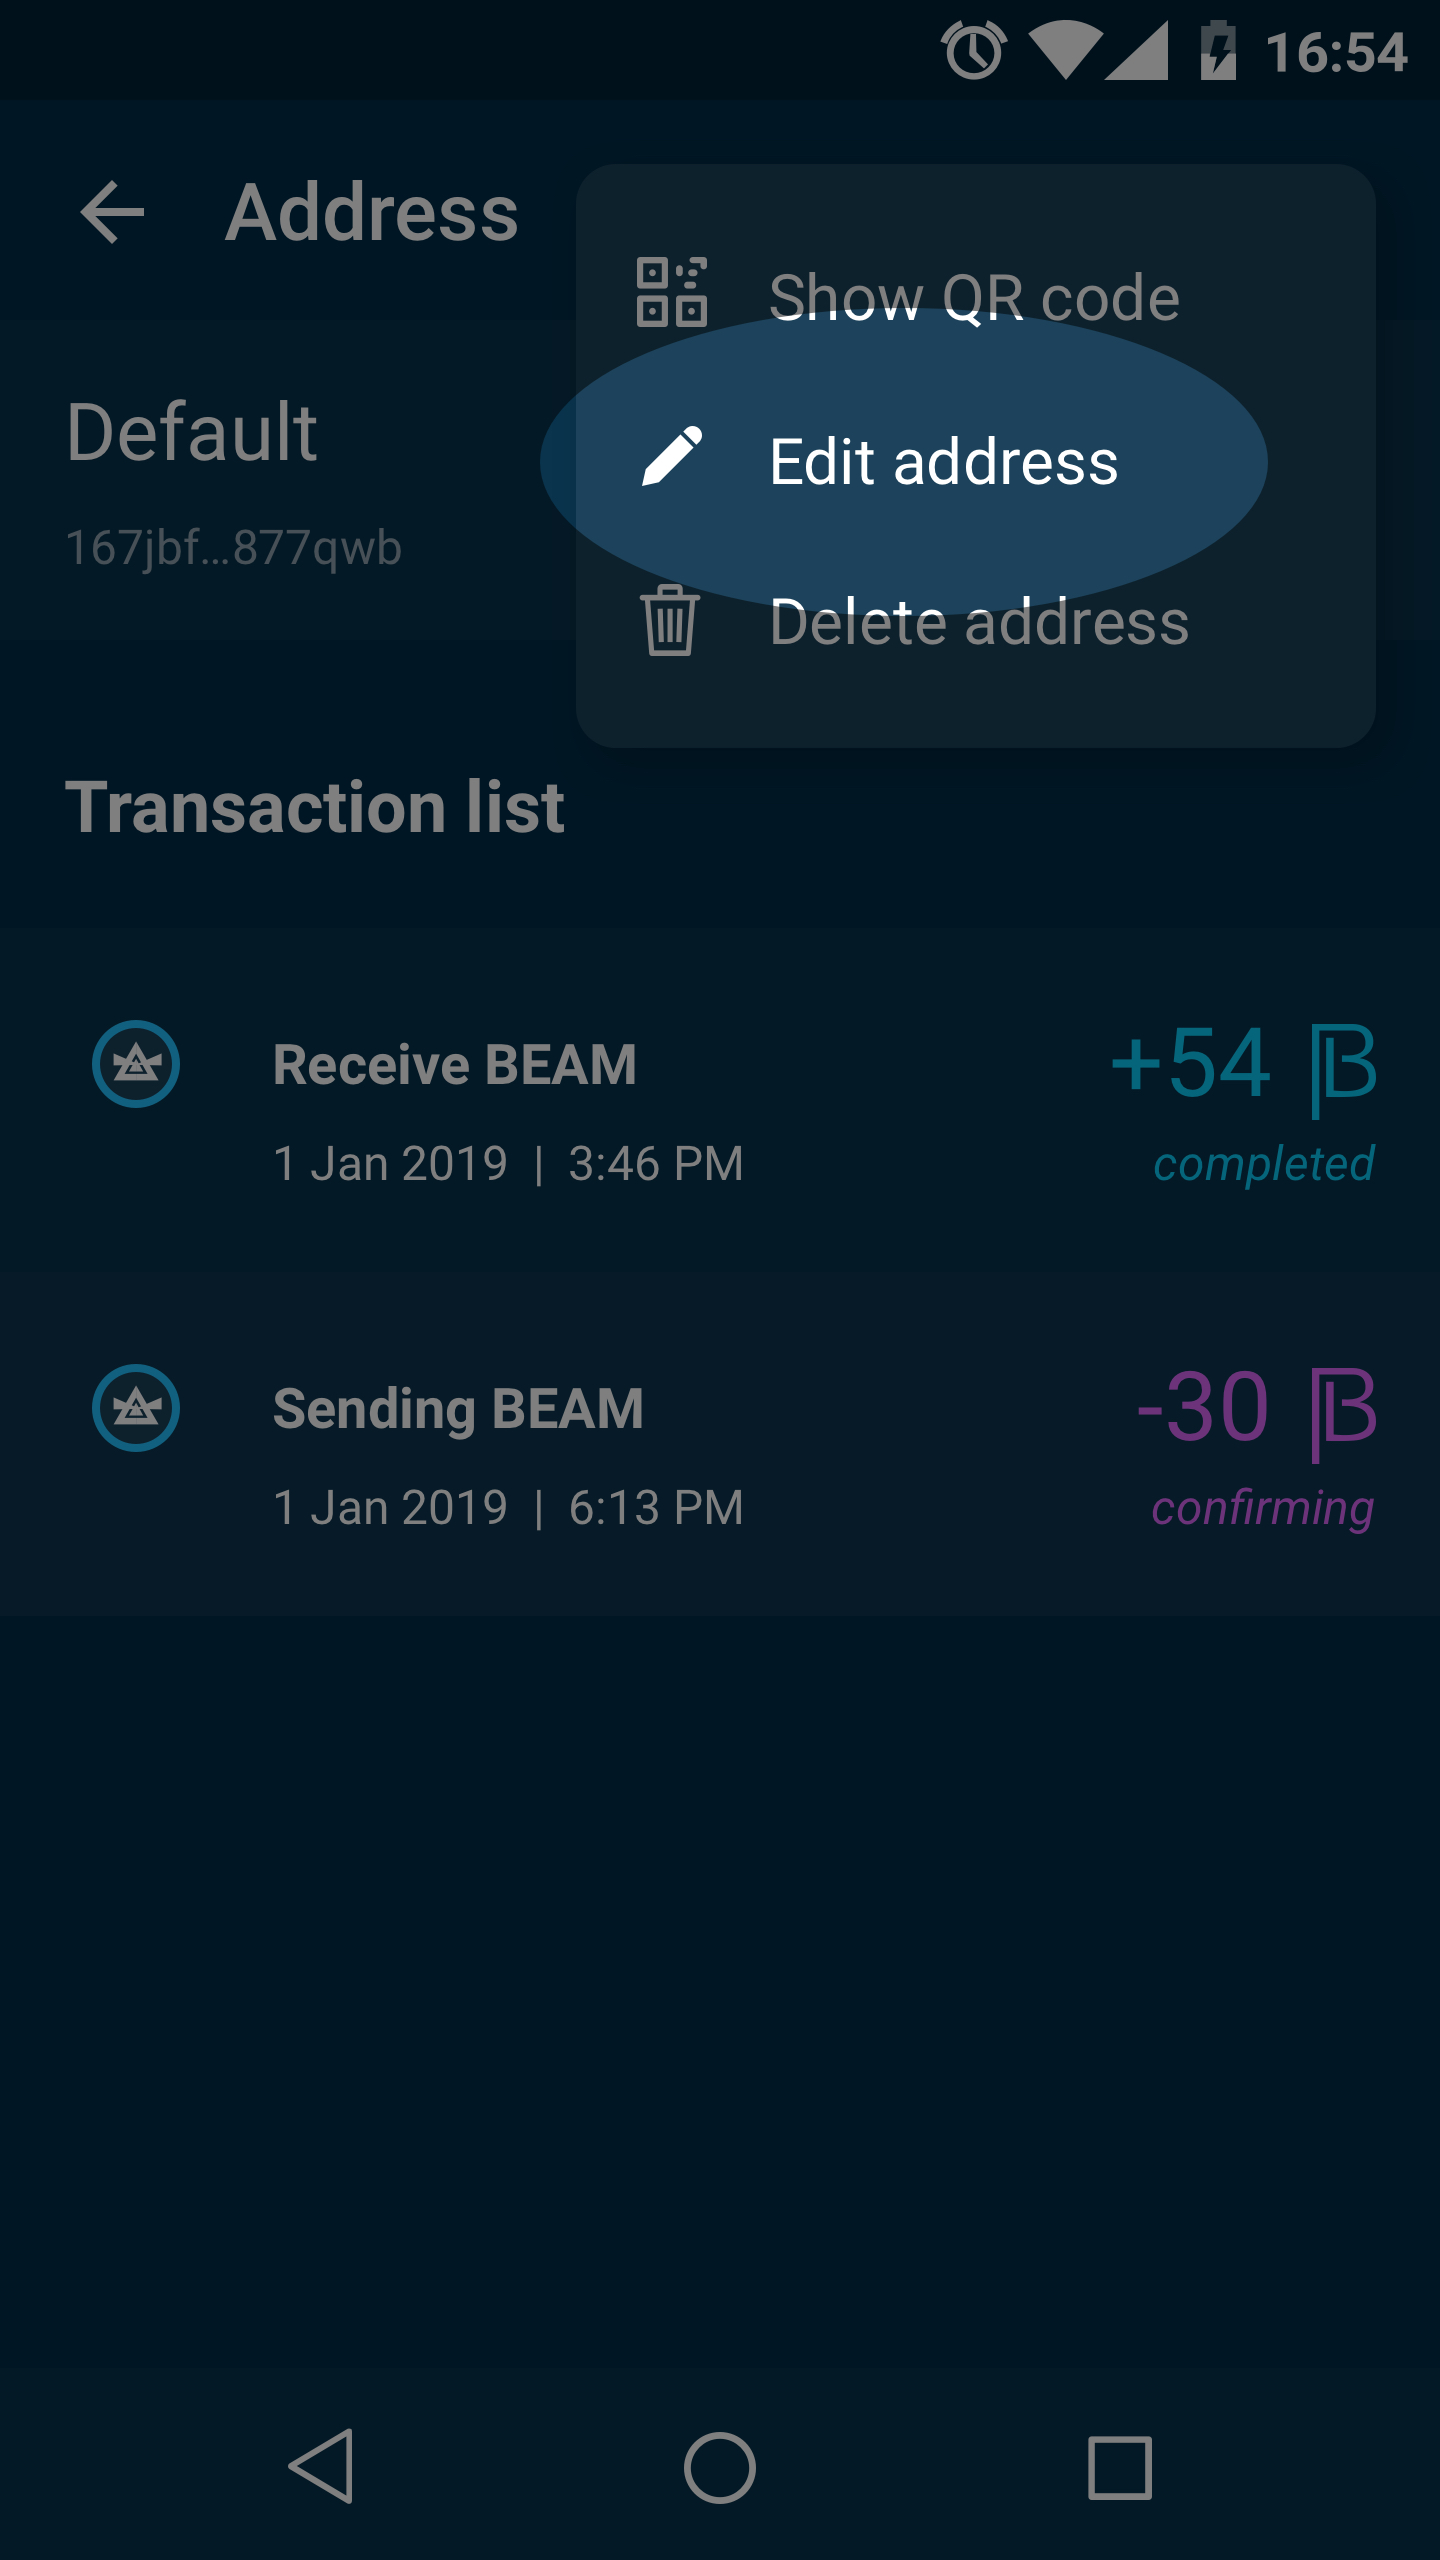 16:54
Address
Show QR code
Default
Edit address
167jbf...877qwb
Delete address
Transaction list
Receive BEAM
+54 B
1 Jan 2019 | 3:46 PM
completed
Sending BEAM
-30 B
1 Jan 2019 | 6:13 PM
confirming